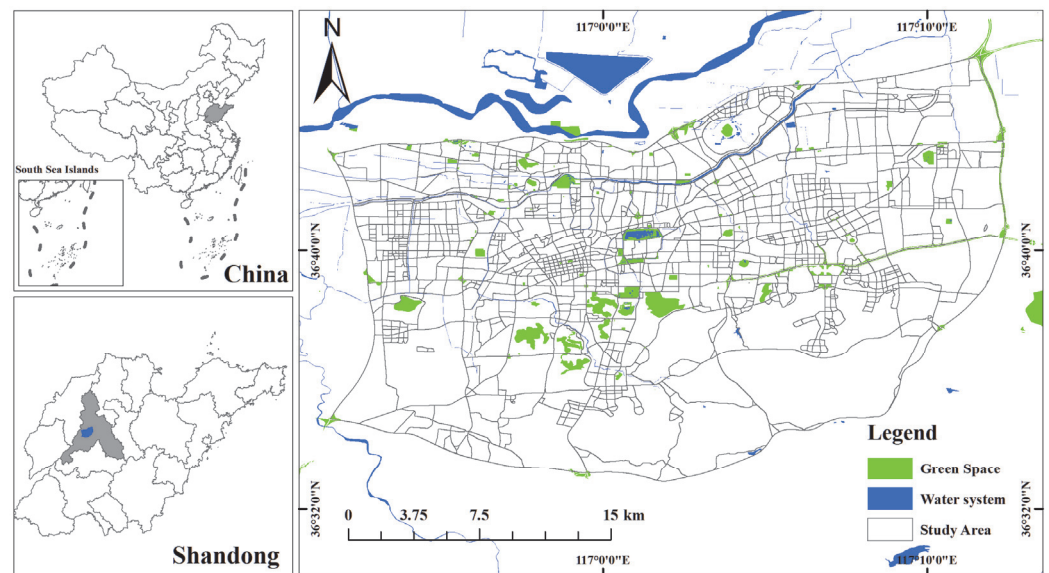 South Sea Islands
China
Shandong
N
117°0'0"E
117°10'0"E
36°40'0"N
36°40'0"N
36°32'0"N
36°32'0"N
Legend
Green Space
Water system
Study Area
0 3.75 7.5 15 km
117°0'0"E
117°10'0"E